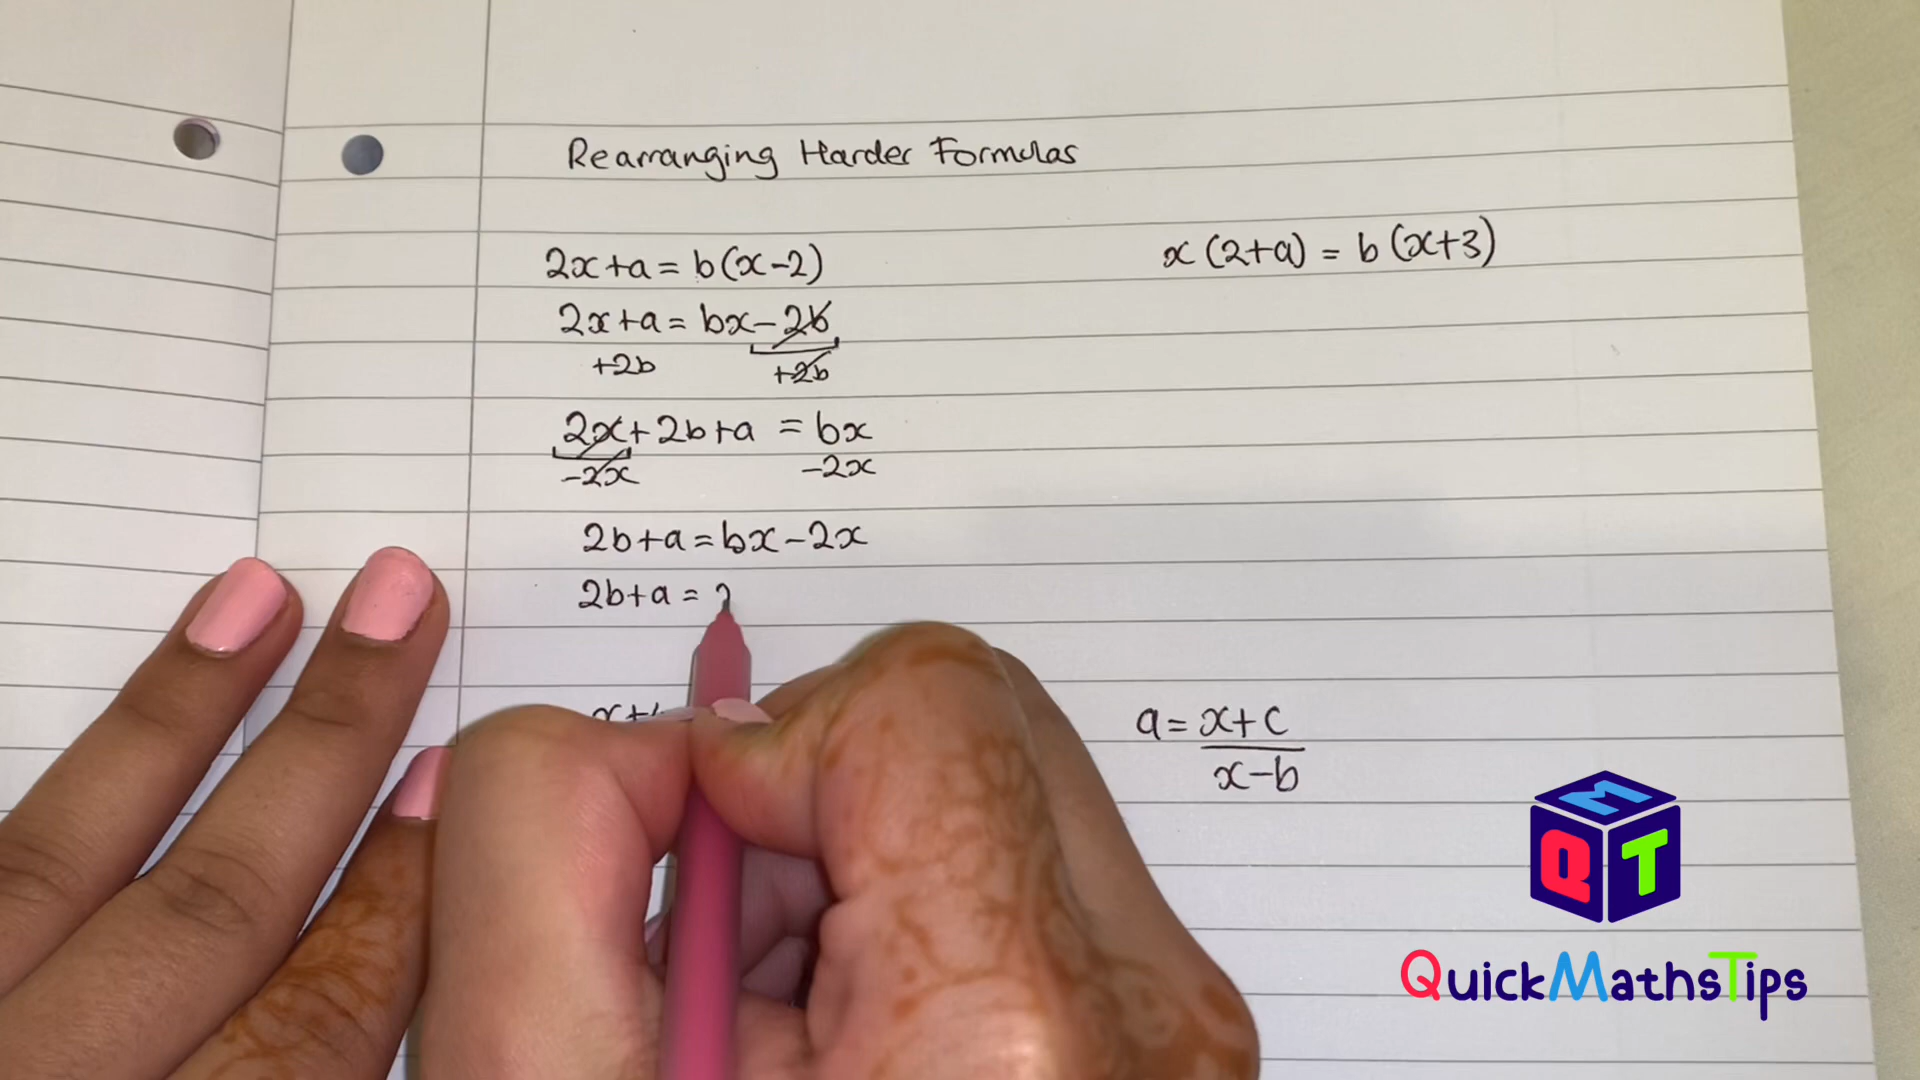 Rearranging Harder Formulas
2x+a = b(x-2)
2x+a = bx-2b
+2b +2b
2x+2b+a = bx
-2x -2x
2b+a = bx-2x
2b+a =
x(2+a) = b(x+3)
a = x+c
x-b
QMT
QuickMathsTips